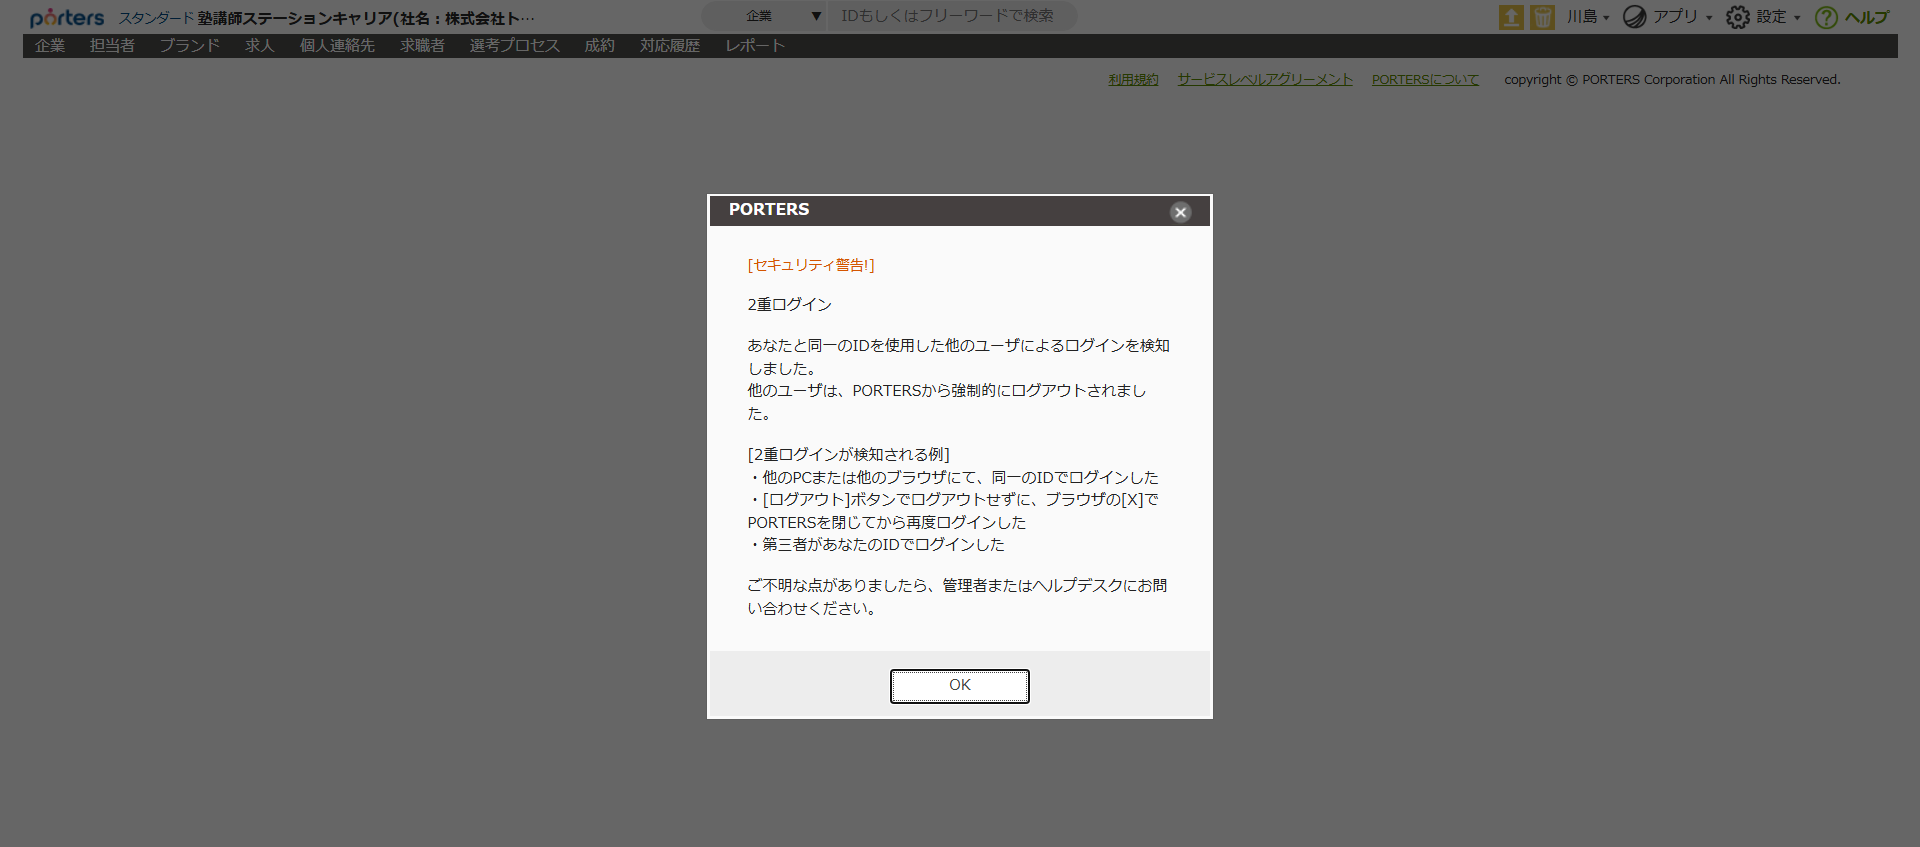 porters スタンダード 塾講師ステーションキャリア(社名：株式会社ト… 企業 ▼ IDもしくはフリーワードで検索 川島 アプリ 設定 ヘルプ
企業 担当者 ブランド 求人 個人連絡先 求職者 選考プロセス 成約 対応履歴 レポート
利用規約 サービスレベルアグリーメント PORTERSについて copyright © PORTERS Corporation All Rights Reserved.
PORTERS
[セキュリティ警告!]
2重ログイン
あなたと同一のIDを使用した他のユーザによるログインを検知
しました。
他のユーザは、PORTERSから強制的にログアウトされまし
た。
[2重ログインが検知される例]
・他のPCまたは他のブラウザにて、同一のIDでログインした
・[ログアウト]ボタンでログアウトせずに、ブラウザの[X]で
PORTERSを閉じてから再度ログインした
・第三者があなたのIDでログインした
ご不明な点がありましたら、管理者またはヘルプデスクにお問
い合わせください。
OK